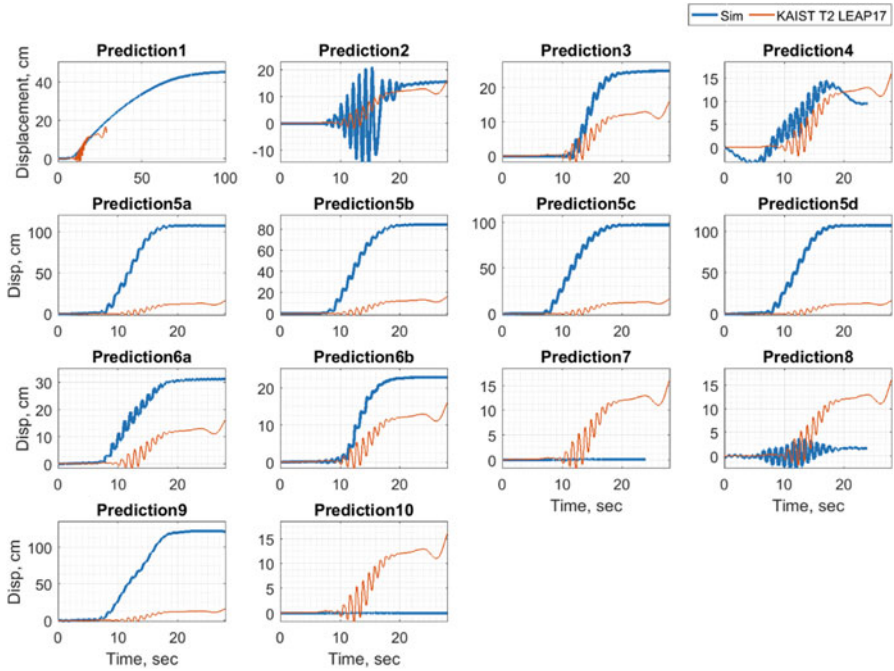 Sim KAIST T2 LEAP17
Prediction1 Prediction2 Prediction3 Prediction4
Displacement, cm
40
20
0
0 50 100
20
10
0
-10
0 10 20
20
10
0
0 10 20
15
10
5
0
0 10 20
Prediction5a Prediction5b Prediction5c Prediction5d
Disp, cm
100
50
0
0 10 20
80
60
40
20
0
0 10 20
100
50
0
0 10 20
100
50
0
0 10 20
Prediction6a Prediction6b Prediction7 Prediction8
Disp, cm
30
20
10
0
0 10 20
20
10
0
0 10 20
15
10
5
0
0 10 20
Time, sec
15
10
5
0
0 10 20
Time, sec
Prediction9 Prediction10
Disp, cm
100
50
0
0 10 20
Time, sec
15
10
5
0
0 10 20
Time, sec